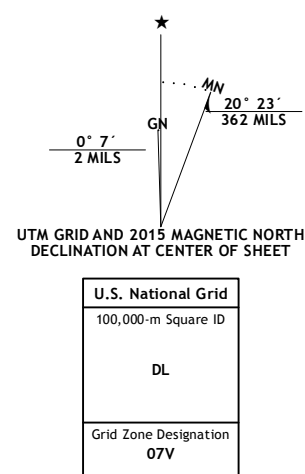 ★
MN
20° 23´
362 MILS
GN
0° 7´
2 MILS
UTM GRID AND 2015 MAGNETIC NORTH
DECLINATION AT CENTER OF SHEET
U.S. National Grid
100,000-m Square ID
DL
Grid Zone Designation
07V